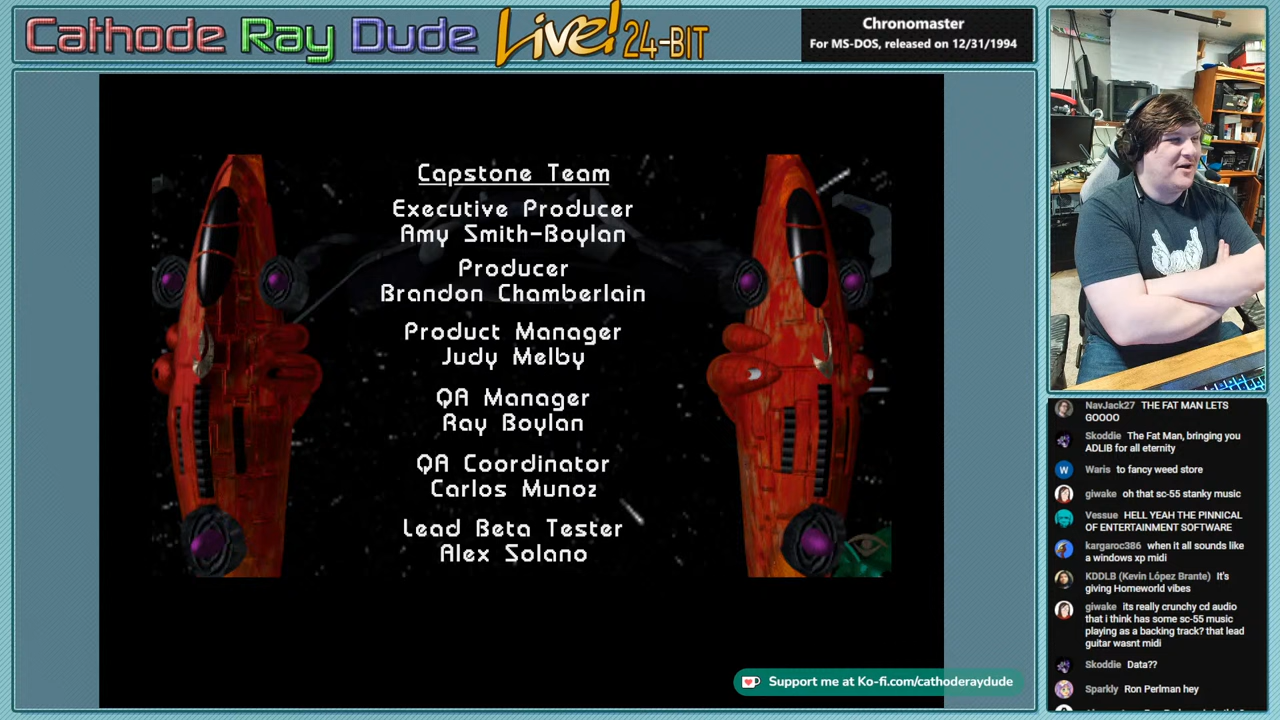 Cathode Ray Dude Live! 24-BIT
Chronomaster
For MS-DOS, released on 12/31/1994
Capstone Team
Executive Producer
Amy Smith-Boylan
Producer
Brandon Chamberlain
Product Manager
Judy Melby
QA Manager
Ray Boylan
QA Coordinator
Carlos Munoz
Lead Beta Tester
Alex Solano
Support me at Ko-fi.com/cathoderaydude
NavJack27 THE FAT MAN LETS
GOOOO
Skoddie The Fat Man, bringing you
ADLIB for all eternity
W
Waris to fancy weed store
giwake oh that sc-55 stanky music
Vessue HELL YEAH THE PINNICAL
OF ENTERTAINMENT SOFTWARE
kargaroc386 when it all sounds like
a windows xp midi
KDDLB (Kevin López Brante) It's
giving Homeworld vibes
giwake its really crunchy cd audio
that i think has some sc-55 music
playing as a backing track? that lead
guitar wasnt midi
Skoddie Data??
Sparkly Ron Perlman hey